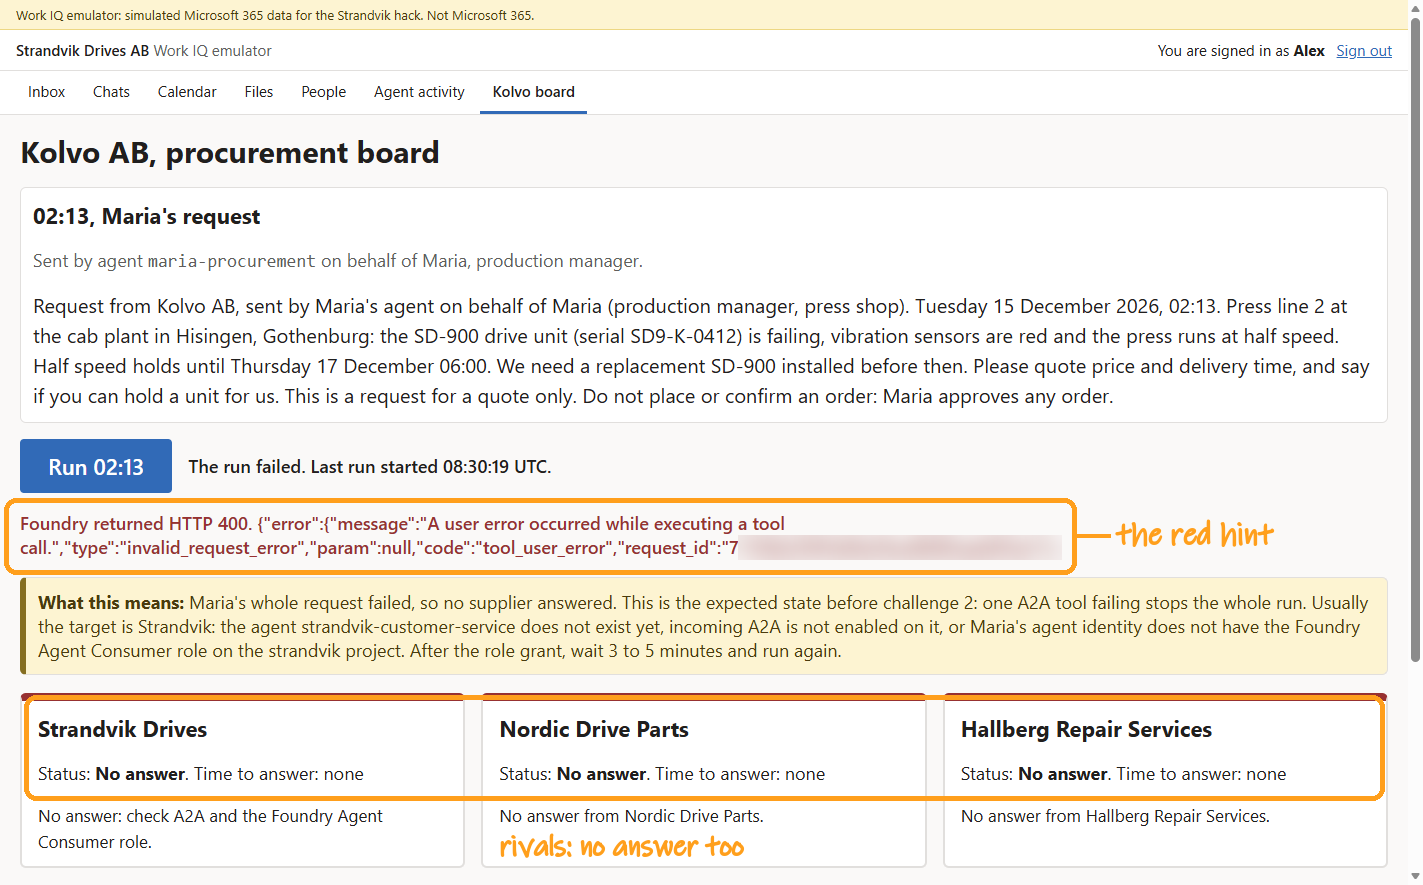 Work IQ emulator: simulated Microsoft 365 data for the Strandvik hack. Not Microsoft 365.
Strandvik Drives AB Work IQ emulator
You are signed in as Alex Sign out
Inbox Chats Calendar Files People Agent activity Kolvo board
Kolvo AB, procurement board
02:13, Maria's request
Sent by agent maria-procurement on behalf of Maria, production manager.
Request from Kolvo AB, sent by Maria's agent on behalf of Maria (production manager, press shop). Tuesday 15 December 2026, 02:13. Press line 2 at
the cab plant in Hisingen, Gothenburg: the SD-900 drive unit (serial SD9-K-0412) is failing, vibration sensors are red and the press runs at half speed.
Half speed holds until Thursday 17 December 06:00. We need a replacement SD-900 installed before then. Please quote price and delivery time, and say
if you can hold a unit for us. This is a request for a quote only. Do not place or confirm an order: Maria approves any order.
Run 02:13
The run failed. Last run started 08:30:19 UTC.
Foundry returned HTTP 400. {"error":{"message":"A user error occurred while executing a tool
call.","type":"invalid_request_error","param":null,"code":"tool_user_error","request_id":"7
the red hint
What this means: Maria's whole request failed, so no supplier answered. This is the expected state before challenge 2: one A2A tool failing stops the whole run. Usually
the target is Strandvik: the agent strandvik-customer-service does not exist yet, incoming A2A is not enabled on it, or Maria's agent identity does not have the Foundry
Agent Consumer role on the strandvik project. After the role grant, wait 3 to 5 minutes and run again.
Strandvik Drives
Status: No answer. Time to answer: none
No answer: check A2A and the Foundry Agent
Consumer role.
Nordic Drive Parts
Status: No answer. Time to answer: none
No answer from Nordic Drive Parts.
rivals: no answer too
Hallberg Repair Services
Status: No answer. Time to answer: none
No answer from Hallberg Repair Services.